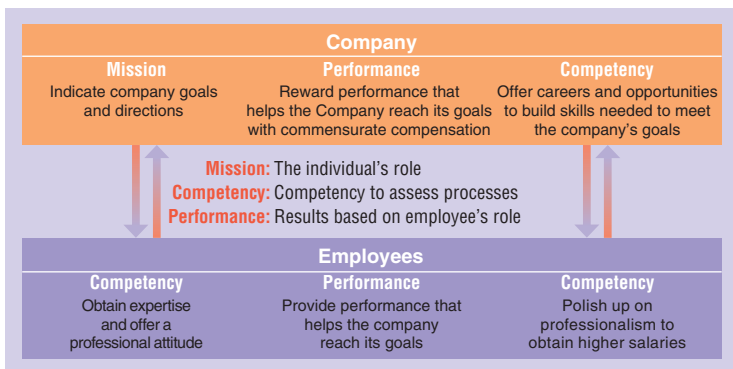 Company
Mission
Indicate company goals
and directions
Performance
Reward performance that
helps the Company reach its goals
with commensurate compensation
Competency
Offer careers and opportunities
to build skills needed to meet
the company's goals
Mission: The individual's role
Competency: Competency to assess processes
Performance: Results based on employee's role
Employees
Competency
Obtain expertise
and offer a
professional attitude
Performance
Provide performance that
helps the company
reach its goals
Competency
Polish up on
professionalism to
obtain higher salaries